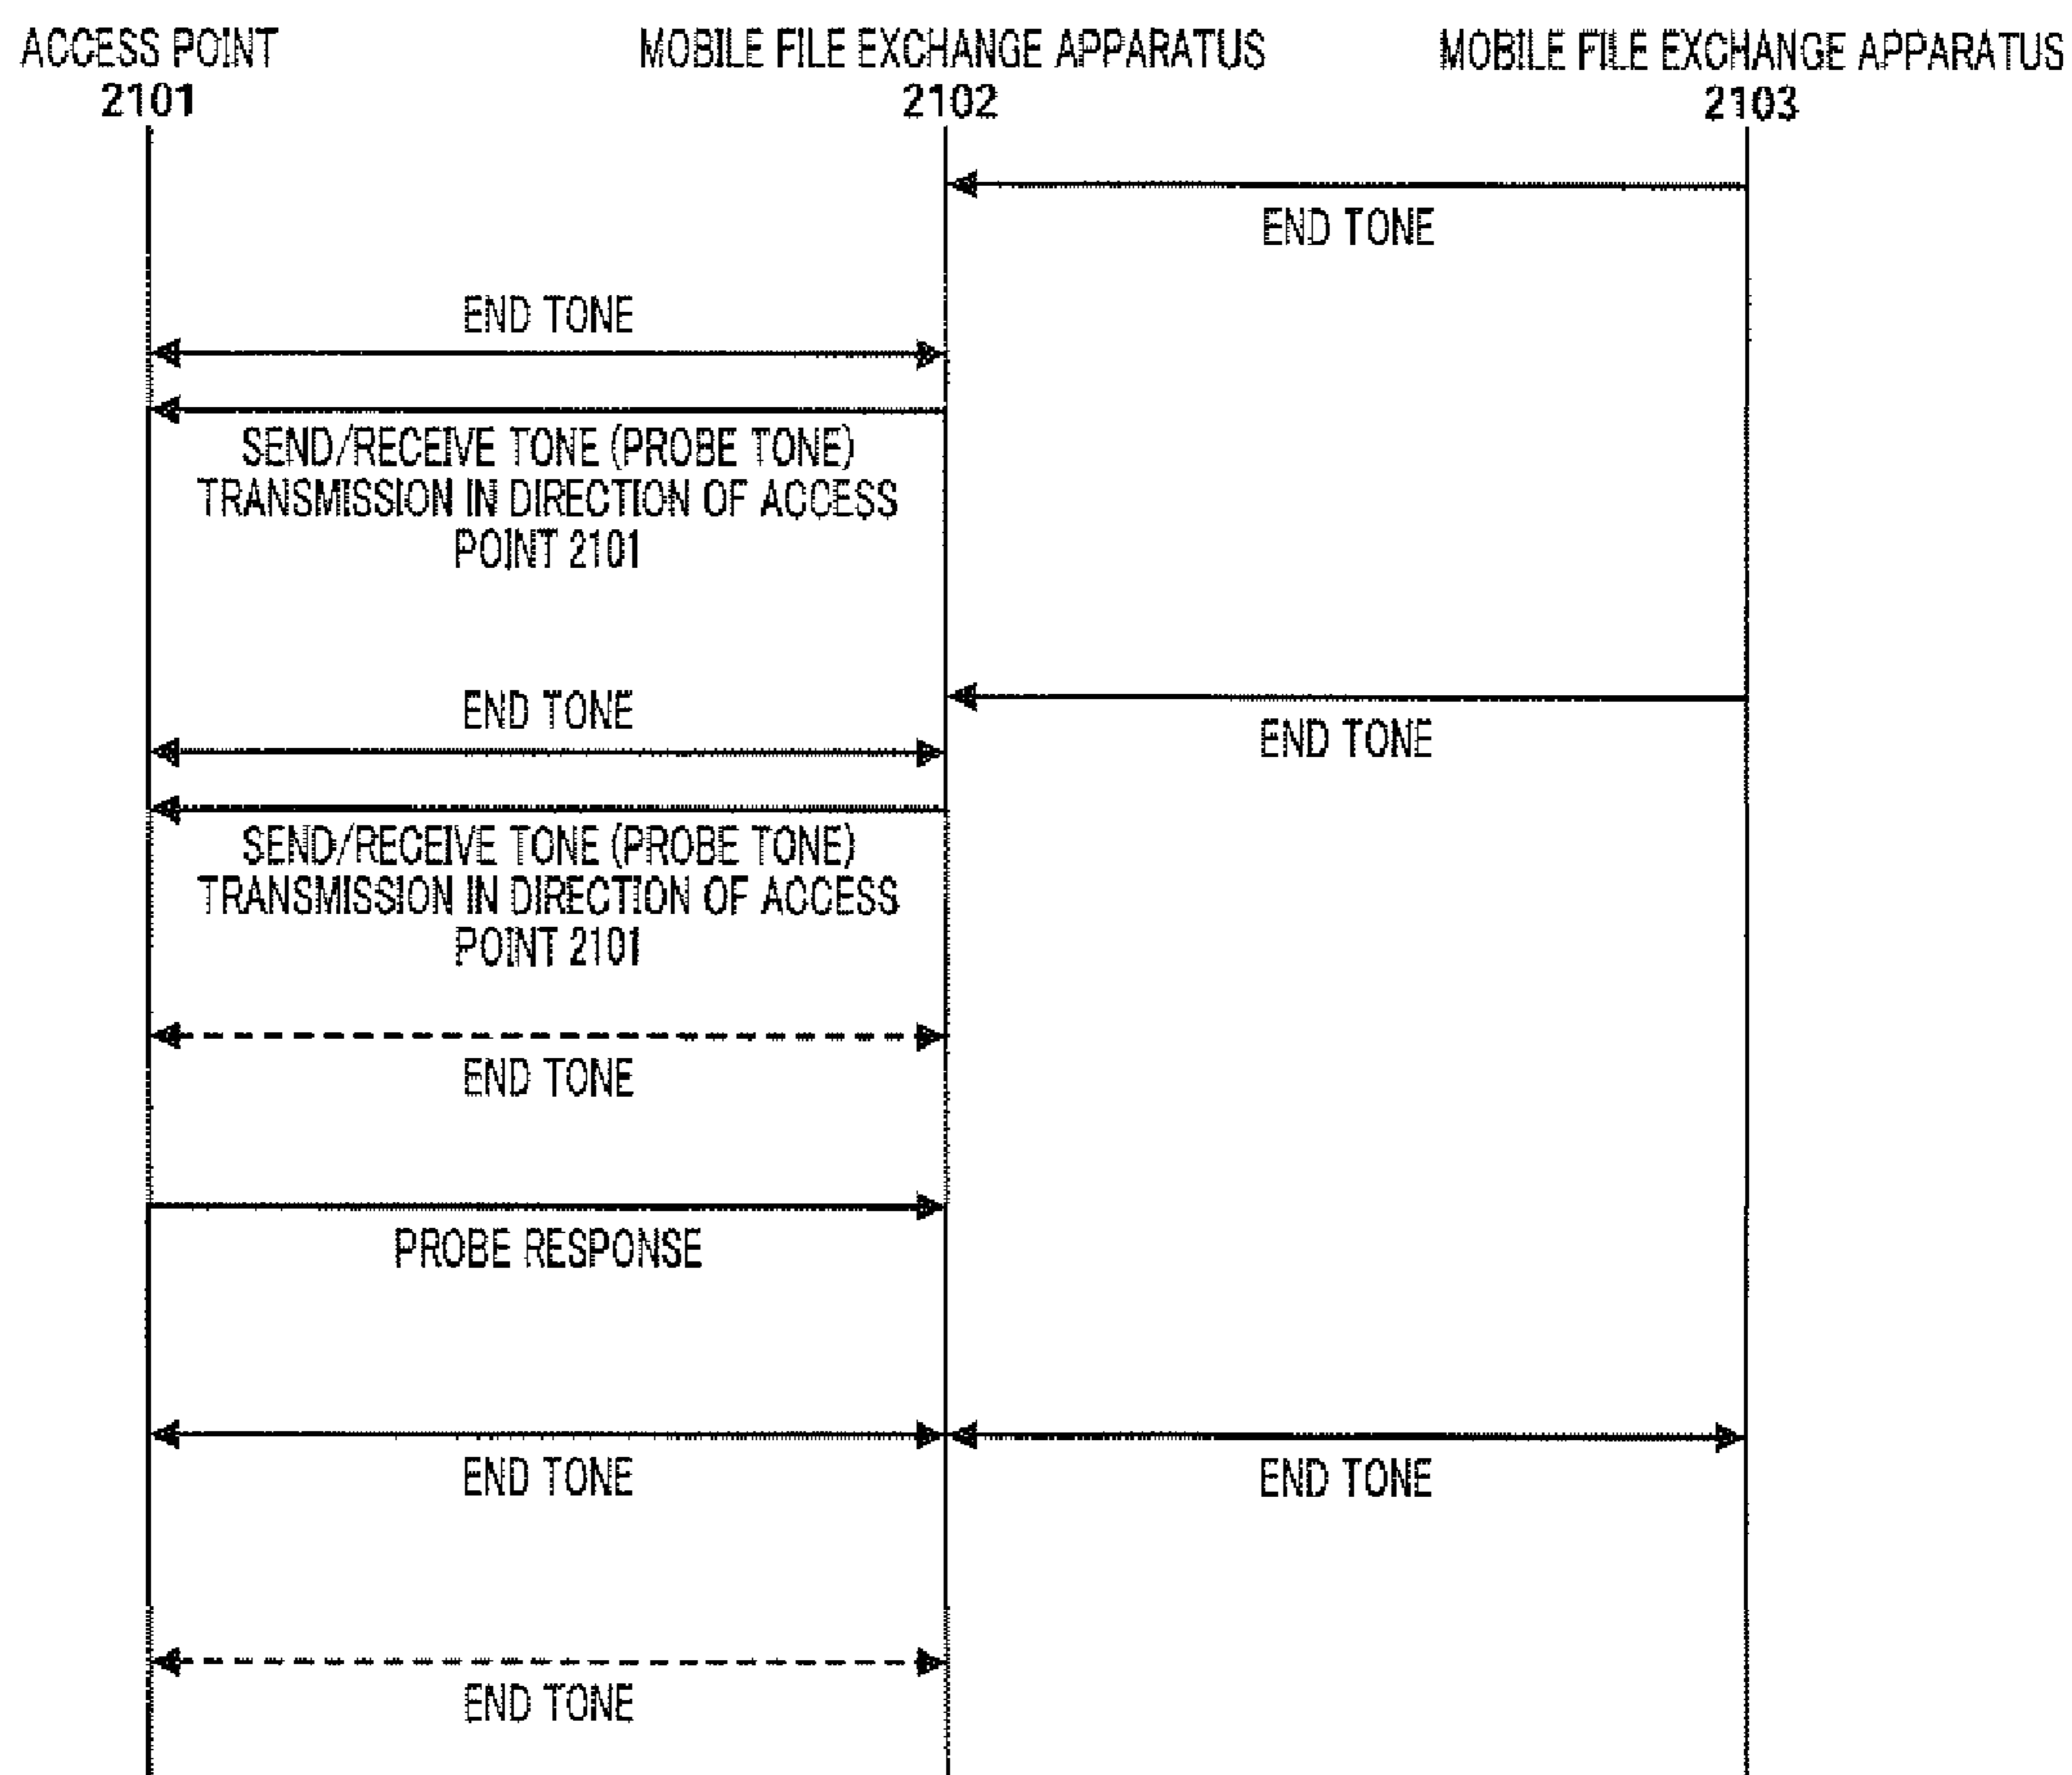 ACCESS POINT
2101
MOBILE FILE EXCHANGE APPARATUS
2102
MOBILE FILE EXCHANGE APPARATUS
2103
END TONE
END TONE
SEND/RECEIVE TONE (PROBE TONE)
TRANSMISSION IN DIRECTION OF ACCESS
POINT 2101
END TONE
END TONE
SEND/RECEIVE TONE (PROBE TONE)
TRANSMISSION IN DIRECTION OF ACCESS
POINT 2101
END TONE
PROBE RESPONSE
END TONE
END TONE
END TONE